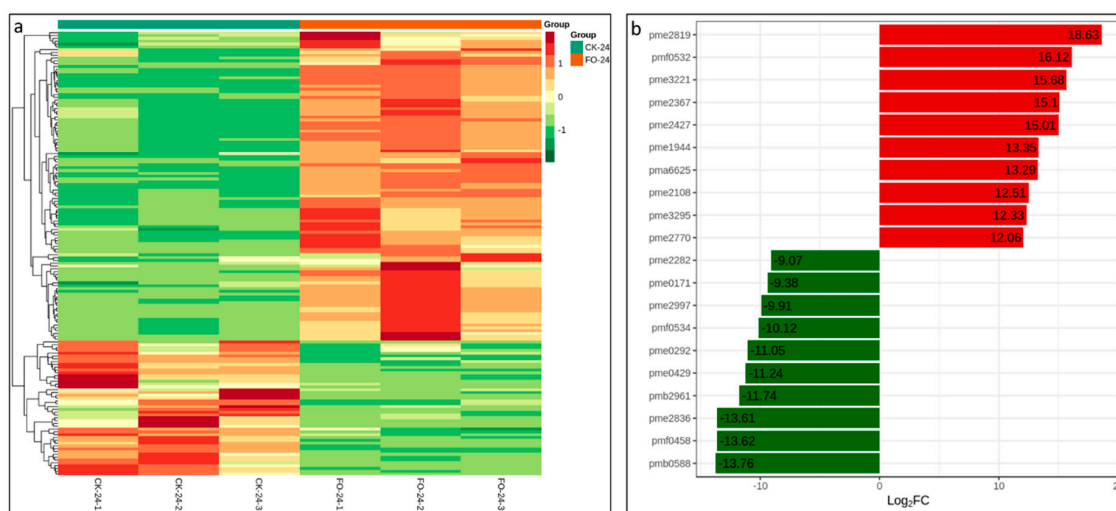 a
Group
Group
CK-24
FO-24
1
0
-1
CK-24-1
CK-24-2
CK-24-3
FO-24-1
FO-24-2
FO-24-3
b
pme2819
18.63
pmf0532
16.12
pme3221
15.68
pme2367
15.1
pme2427
15.01
pme1944
13.35
pma6625
13.29
pme2108
12.51
pme3295
12.33
pme2770
12.06
pme2282
-9.07
pme0171
-9.38
pme2997
-9.91
pmf0534
-10.12
pme0292
-11.05
pme0429
-11.24
pmb2961
-11.74
pme2836
-13.61
pmf0458
-13.62
pmb0588
-13.76
-10
0
10
Log₂FC